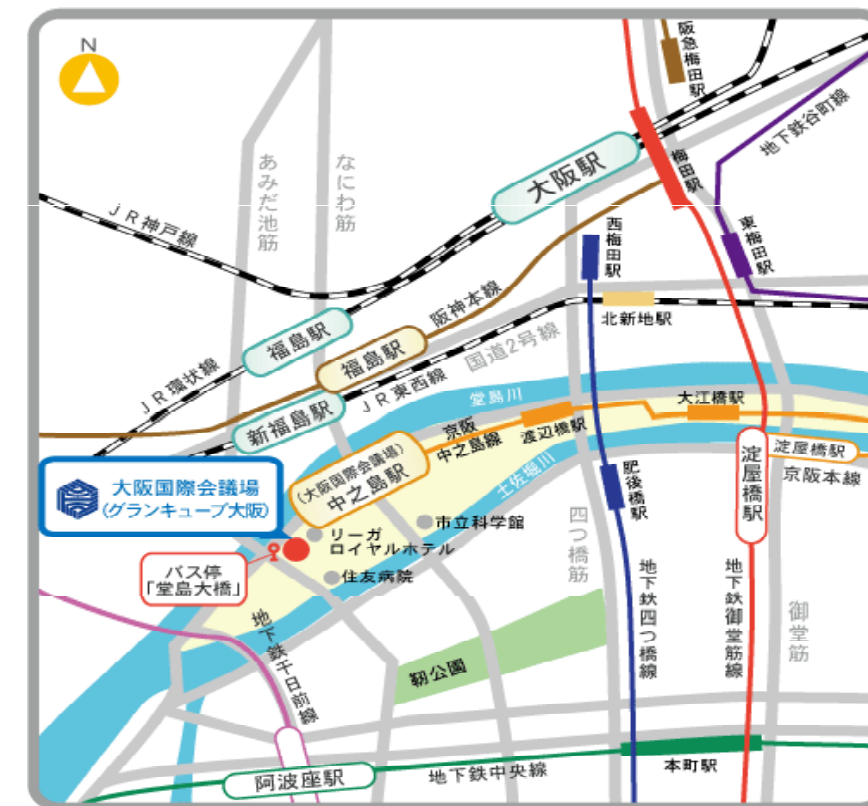 N
阪急梅田駅
地下鉄谷町線
梅田駅
大阪駅
あみだ池筋
なにわ筋
JR神戸線
西梅田駅
東梅田駅
阪神本線
北新地駅
国道2号線
福島駅
福島駅
JR環状線
JR東西線
新福島駅
堂島川
大江橋駅
京阪
中之島線
渡辺橋駅
淀屋橋駅
京阪本線
淀屋橋駅
(大阪国際会議場)
中之島駅
土佐堀川
肥後橋駅
大阪国際会議場
(グランキューブ大阪)
市立科学館
リーガ
ロイヤルホテル
四つ橋筋
バス停
「堂島大橋」
住友病院
地下鉄四つ橋線
地下鉄御堂筋線
御堂筋
地下鉄千日前線
靭公園
本町駅
阿波座駅
地下鉄中央線